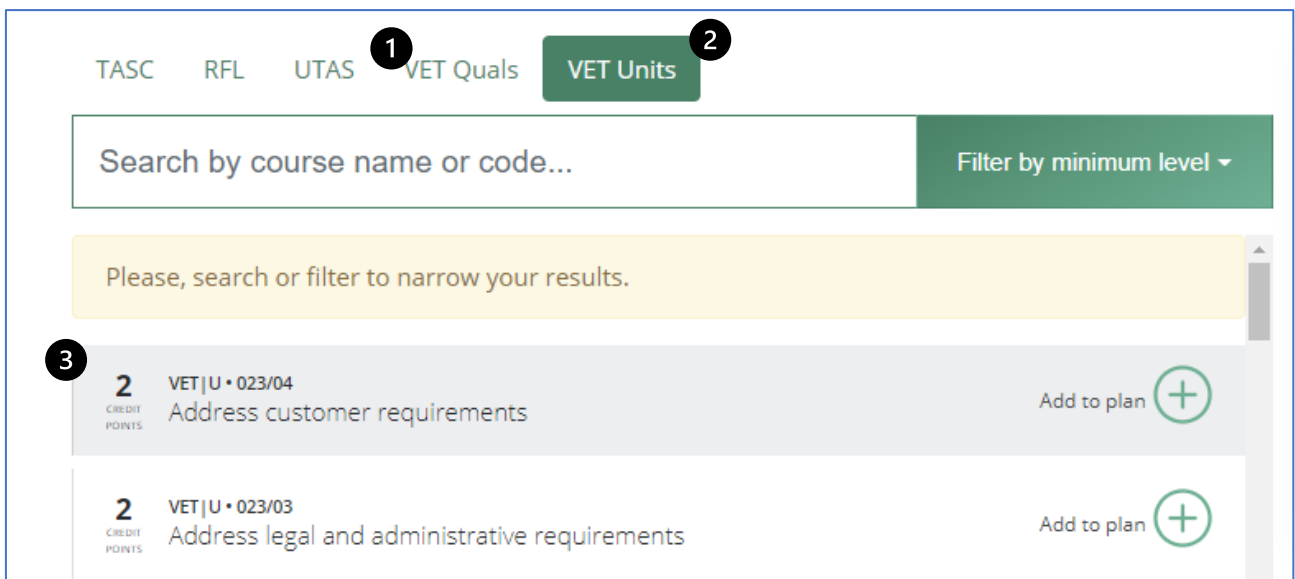 1 2
TASC RFL UTAS VET Quals VET Units
Search by course name or code... Filter by minimum level
Please, search or filter to narrow your results.
3
2 VET|U • 023/04
CREDIT POINTS Address customer requirements Add to plan
2 VET|U • 023/03
CREDIT POINTS Address legal and administrative requirements Add to plan